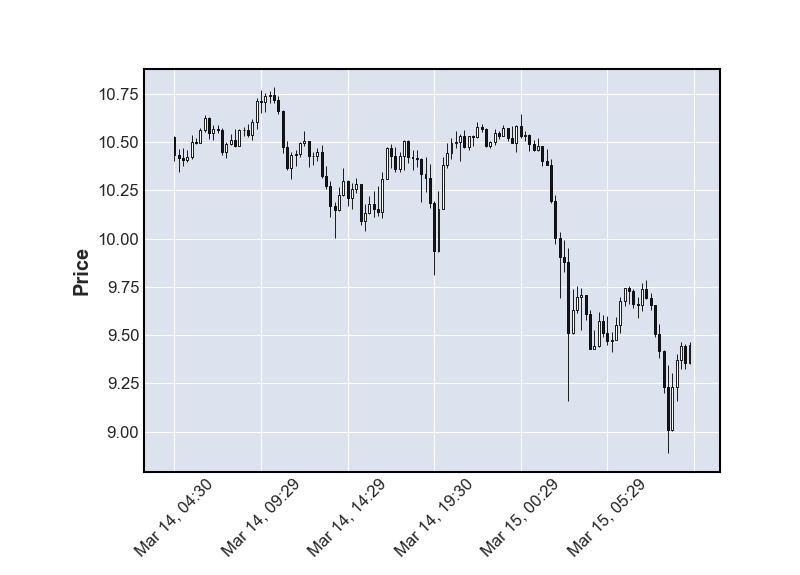 10.75
10.50
10.25
10.00
9.75
9.50
9.25
9.00
Price
Mar 14, 04:30
Mar 14, 09:29
Mar 14, 14:29
Mar 14, 19:30
Mar 15, 00:29
Mar 15, 05:29